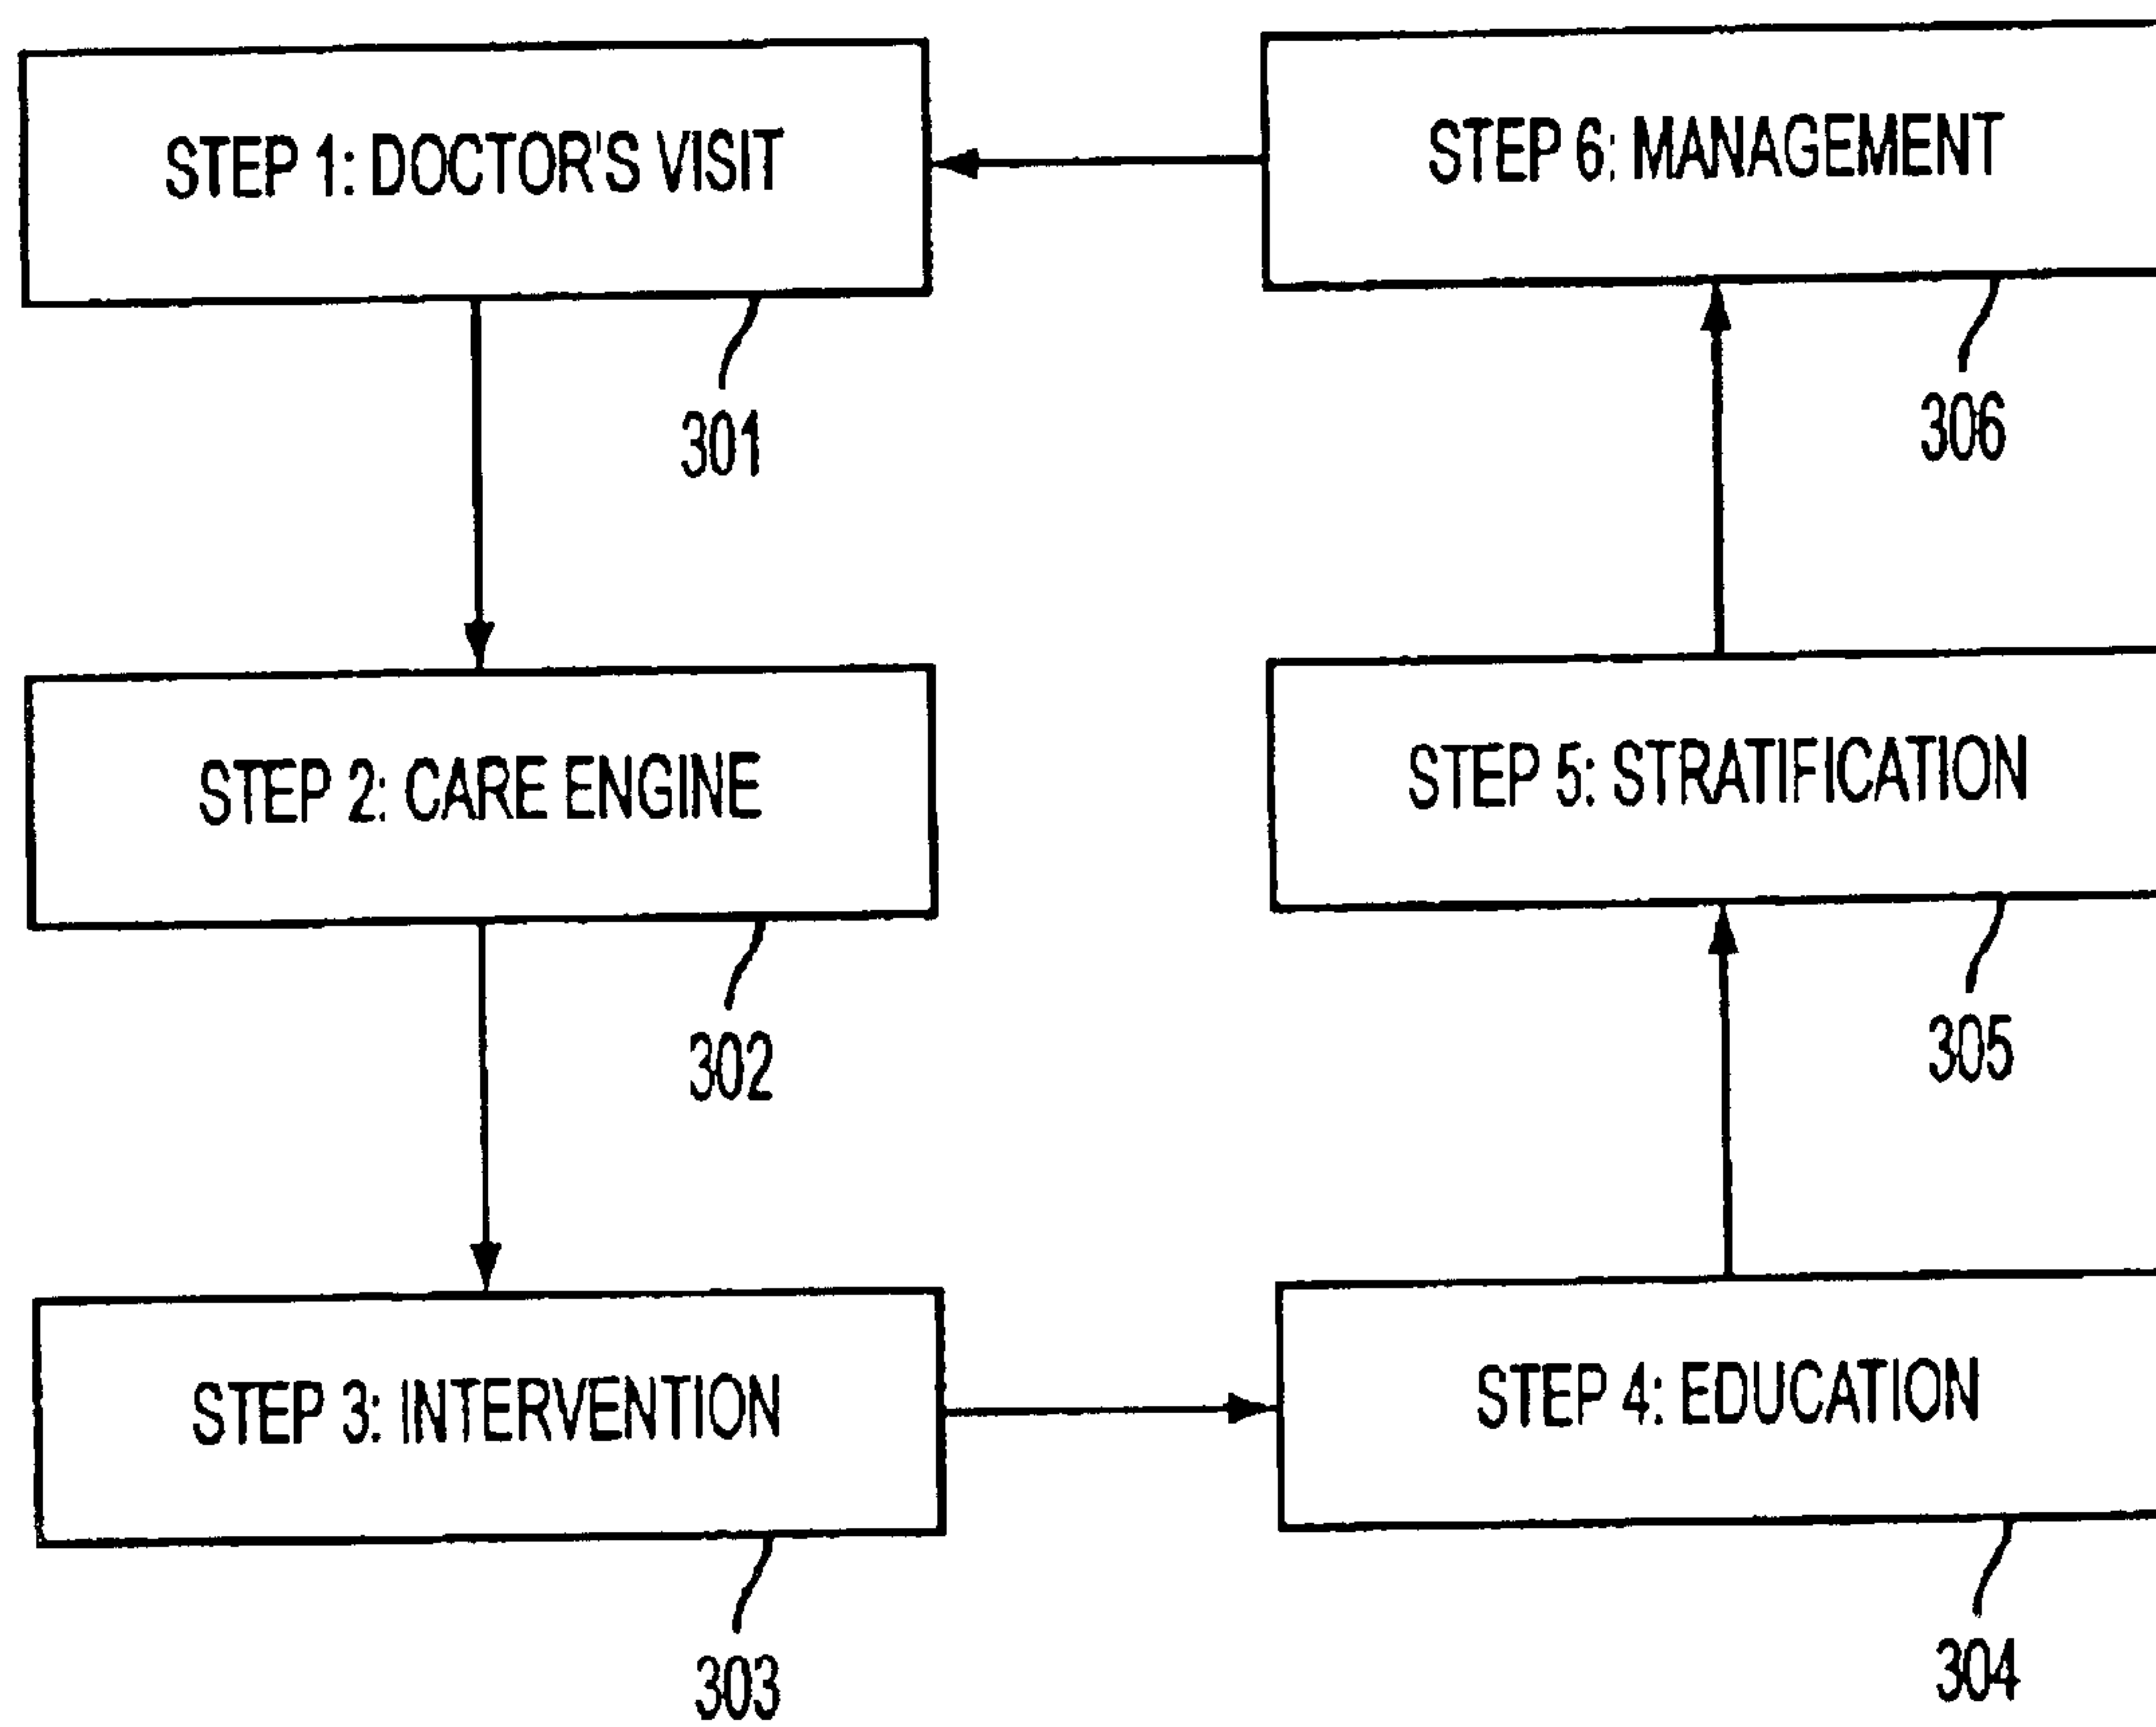 STEP 1: DOCTOR'S VISIT
STEP 6: MANAGEMENT
301
306
STEP 2: CARE ENGINE
STEP 5: STRATIFICATION
302
305
STEP 3: INTERVENTION
STEP 4: EDUCATION
303
304